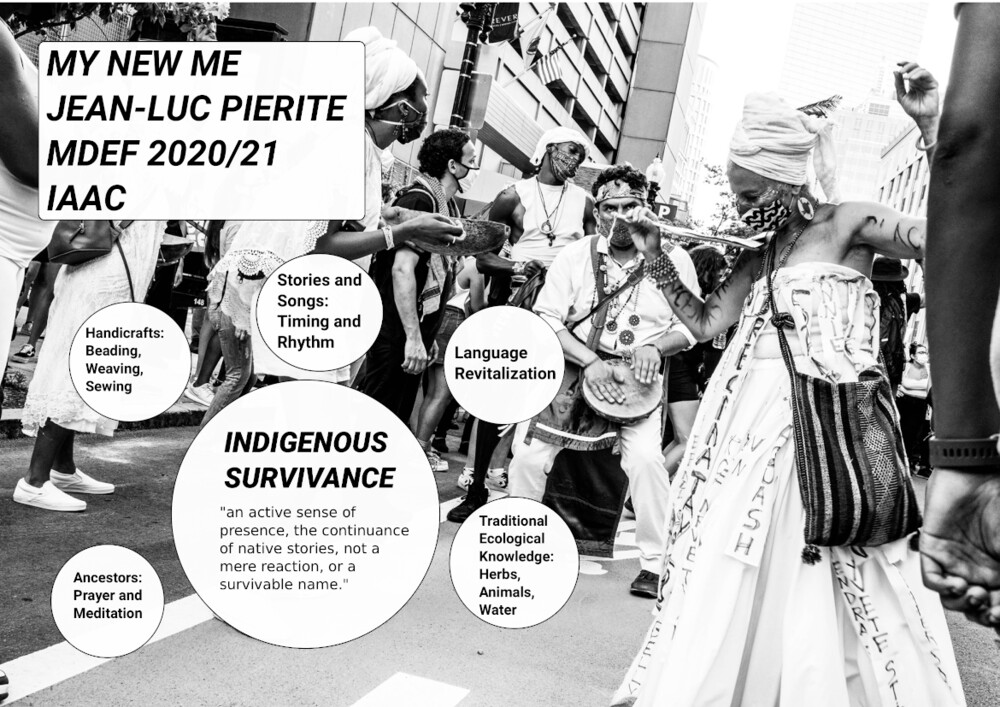 MY NEW ME
JEAN-LUC PIERITE
MDEF 2020/21
IAAC
Stories and
Songs:
Timing and
Rhythm
Handicrafts:
Beading,
Weaving,
Sewing
Language
Revitalization
INDIGENOUS
SURVIVANCE
"an active sense of
presence, the continuance
of native stories, not a
mere reaction, or a
survivable name."
Traditional
Ecological
Knowledge:
Herbs,
Animals,
Water
Ancestors:
Prayer and
Meditation
P
148